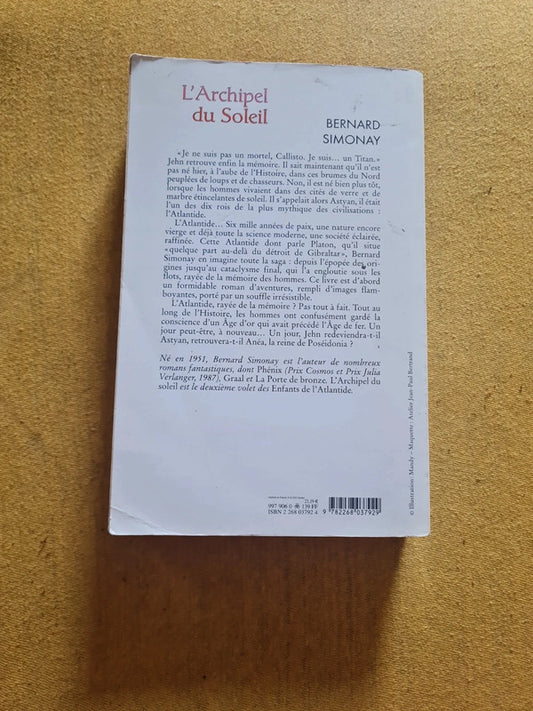 L'Archipel
du Soleil
BERNARD
SIMONAY
« Je ne suis pas un mortel, Callisto. Je suis... un Titan. »
Jehn retrouve enfin la mémoire. Il sait maintenant qu'il n'est
pas né hier, à l'aube de l'Histoire, dans ces brumes du Nord
peuplées de loups et de chasseurs. Non, il est né bien plus tôt,
lorsque les hommes vivaient dans des cités de verre et de
marbre étincelantes de soleil. Il s'appelait alors Astyan, il était
l'un des dix rois de la plus mythique des civilisations :
l'Atlantide.
L'Atlantide... Six mille années de paix, une nature encore
vierge et déjà toute la science moderne, une société éclairée,
raffinée. Cette Atlantide dont parle Platon, qu'il situe
« quelque part au-delà du détroit de Gibraltar », Bernard
Simonay en imagine toute la saga : depuis l'épopée des ori-
gines jusqu'au cataclysme final, qui l'a engloutie sous les
flots, rayée de la mémoire des hommes. Ce livre est d'abord
un formidable roman d'aventures, rempli d'images flam-
boyantes, porté par un souffle irrésistible.
L'Atlantide, rayée de la mémoire ? Pas tout à fait. Tout au
long de l'Histoire, les hommes ont confusément gardé la
conscience d'un Âge d'or qui avait précédé l'Âge de fer. Un
jour peut-être, à nouveau... Un jour, Jehn redeviendra-t-il
Astyan, retrouvera-t-il Anéa, la reine de Poséidonia ?
Né en 1951, Bernard Simonay est l'auteur de nombreux
romans fantastiques, dont Phénix (Prix Cosmos et Prix Julia
Verlanger, 1987), Graal et La Porte de bronze. L'Archipel du
soleil est le deuxième volet des Enfants de l'Atlantide.
© Illustration : Mandy – Maquette : Atelier Jean-Paul Bertrand
997 906 0 139 FF
ISBN 2 268 03792 4
9 782268 037929